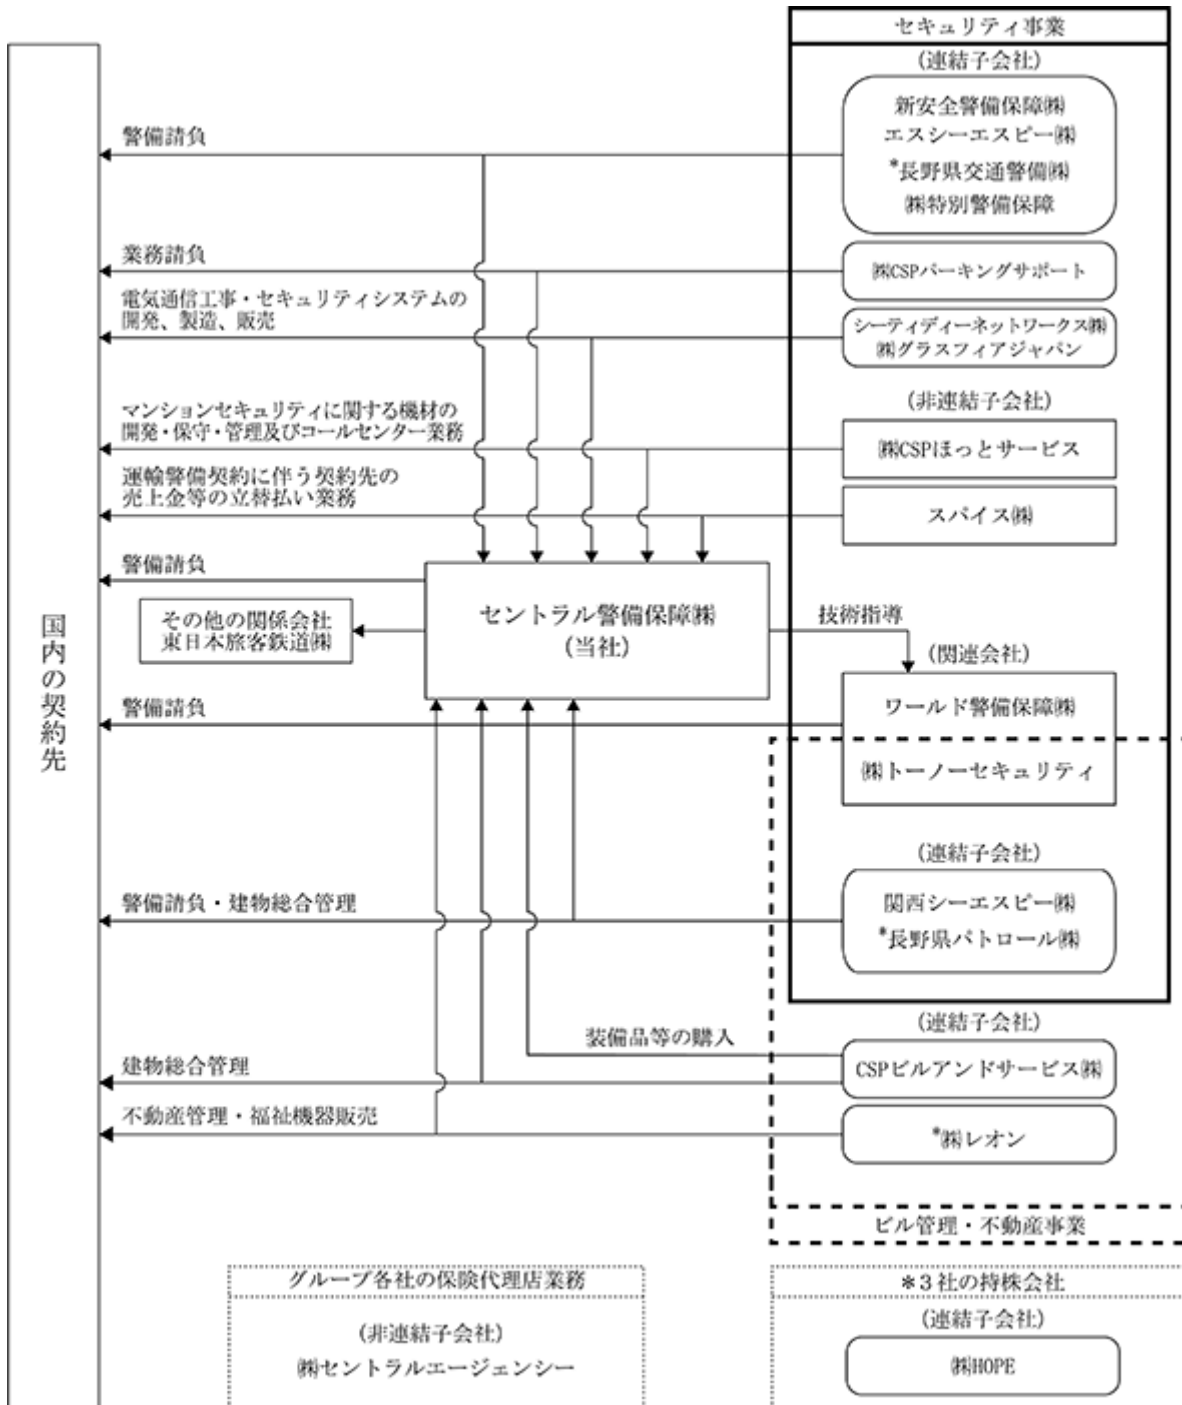 セキュリティ事業
(連結子会社)
新安全警備保障㈱
エスシーエスピー㈱
*長野県交通警備㈱
㈱特別警備保障
警備請負
業務請負
㈱CSPパーキングサポート
電気通信工事・セキュリティシステムの
開発、製造、販売
シーティディーネットワークス㈱
㈱グラスフィアジャパン
(非連結子会社)
マンションセキュリティに関する機材の
開発・保守・管理及びコールセンター業務
㈱CSPほっとサービス
運輸警備契約に伴う契約先の
売上金等の立替払い業務
スパイス㈱
警備請負
セントラル警備保障㈱
(当社)
その他の関係会社
東日本旅客鉄道㈱
技術指導
(関連会社)
ワールド警備保障㈱
警備請負
㈱トーノーセキュリティ
国内の契約先
(連結子会社)
関西シーエスピー㈱
*長野県パトロール㈱
警備請負・建物総合管理
(連結子会社)
装備品等の購入
CSPビルアンドサービス㈱
建物総合管理
不動産管理・福祉機器販売
*㈱レオン
ビル管理・不動産事業
グループ各社の保険代理店業務
(非連結子会社)
㈱セントラルエージェンシー
*3社の持株会社
(連結子会社)
㈱HOPE